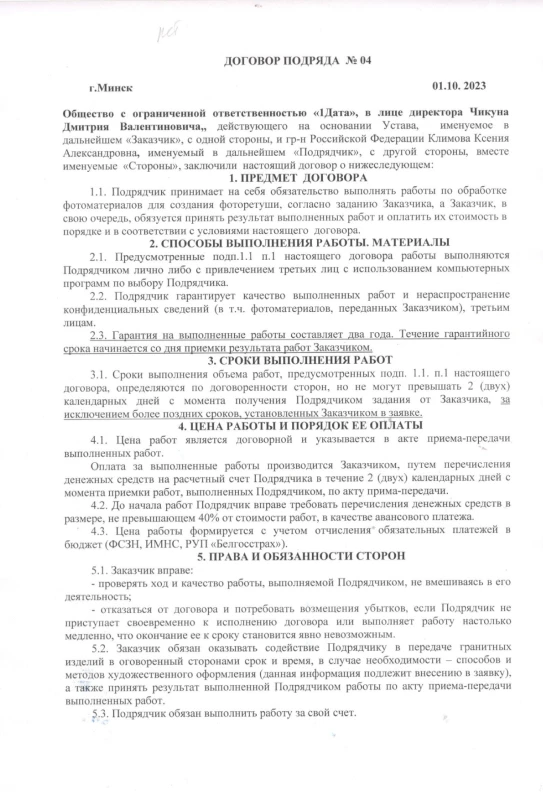 ДОГОВОР ПОДРЯДА № 04
г.Минск 01.10. 2023
Общество с ограниченной ответственностью «1Дата», в лице директора Чикуна
Дмитрия Валентиновича,, действующего на основании Устава, именуемое в
дальнейшем «Заказчик», с одной стороны, и гр-н Российской Федерации Климова Ксения
Александровна, именуемый в дальнейшем «Подрядчик», с другой стороны, вместе
именуемые «Стороны», заключили настоящий договор о нижеследующем:
1. ПРЕДМЕТ ДОГОВОРА
1.1. Подрядчик принимает на себя обязательство выполнять работы по обработке
фотоматериалов для создания фоторетуши, согласно заданию Заказчика, а Заказчик, в
свою очередь, обязуется принять результат выполненных работ и оплатить их стоимость в
порядке и в соответствии с условиями настоящего договора.
2. СПОСОБЫ ВЫПОЛНЕНИЯ РАБОТЫ. МАТЕРИАЛЫ
2.1. Предусмотренные подп.1.1 п.1 настоящего договора работы выполняются
Подрядчиком лично либо с привлечением третьих лиц с использованием компьютерных
программ по выбору Подрядчика.
2.2. Подрядчик гарантирует качество выполненных работ и нераспространение
конфиденциальных сведений (в т.ч. фотоматериалов, переданных Заказчиком), третьим
лицам.
2.3. Гарантия на выполненные работы составляет два года. Течение гарантийного
срока начинается со дня приемки результата работ Заказчиком.
3. СРОКИ ВЫПОЛНЕНИЯ РАБОТ
3.1. Сроки выполнения объема работ, предусмотренных подп. 1.1. п.1 настоящего
договора, определяются по договоренности сторон, но не могут превышать 2 (двух)
календарных дней с момента получения Подрядчиком задания от Заказчика, за
исключением более поздних сроков, установленных Заказчиком в заявке.
4. ЦЕНА РАБОТЫ И ПОРЯДОК ЕЕ ОПЛАТЫ
4.1. Цена работ является договорной и указывается в акте приема-передачи
выполненных работ.
Оплата за выполненные работы производится Заказчиком, путем перечисления
денежных средств на расчетный счет Подрядчика в течение 2 (двух) календарных дней с
момента приемки работ, выполненных Подрядчиком, по акту прима-передачи.
4.2. До начала работ Подрядчик вправе требовать перечисления денежных средств в
размере, не превышающем 40% от стоимости работ, в качестве авансового платежа.
4.3. Цена работы формируется с учетом отчисления обязательных платежей в
бюджет (ФСЗН, ИМНС, РУП «Белгосстрах»).
5. ПРАВА И ОБЯЗАННОСТИ СТОРОН
5.1. Заказчик вправе:
- проверять ход и качество работы, выполняемой Подрядчиком, не вмешиваясь в его
деятельность;
- отказаться от договора и потребовать возмещения убытков, если Подрядчик не
приступает своевременно к исполнению договора или выполняет работу настолько
медленно, что окончание ее к сроку становится явно невозможным.
5.2. Заказчик обязан оказывать содействие Подрядчику в передаче гранитных
изделий в оговоренный сторонами срок и время, в случае необходимости – способов и
методов художественного оформления (данная информация подлежит внесению в заявку),
а также принять результат выполненной Подрядчиком работы по акту приема-передачи
выполненных работ.
5.3. Подрядчик обязан выполнить работу за свой счет.